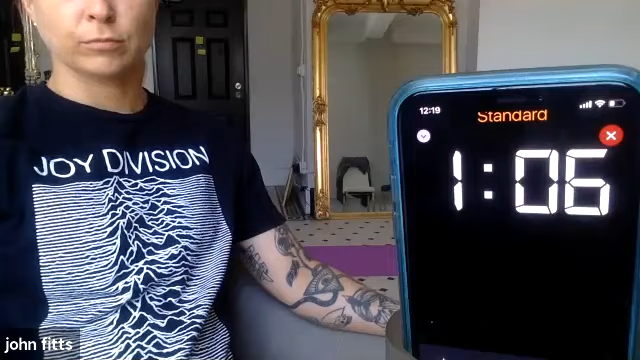 12:19
Standard
1:06
JOY DIVISION
john fitts